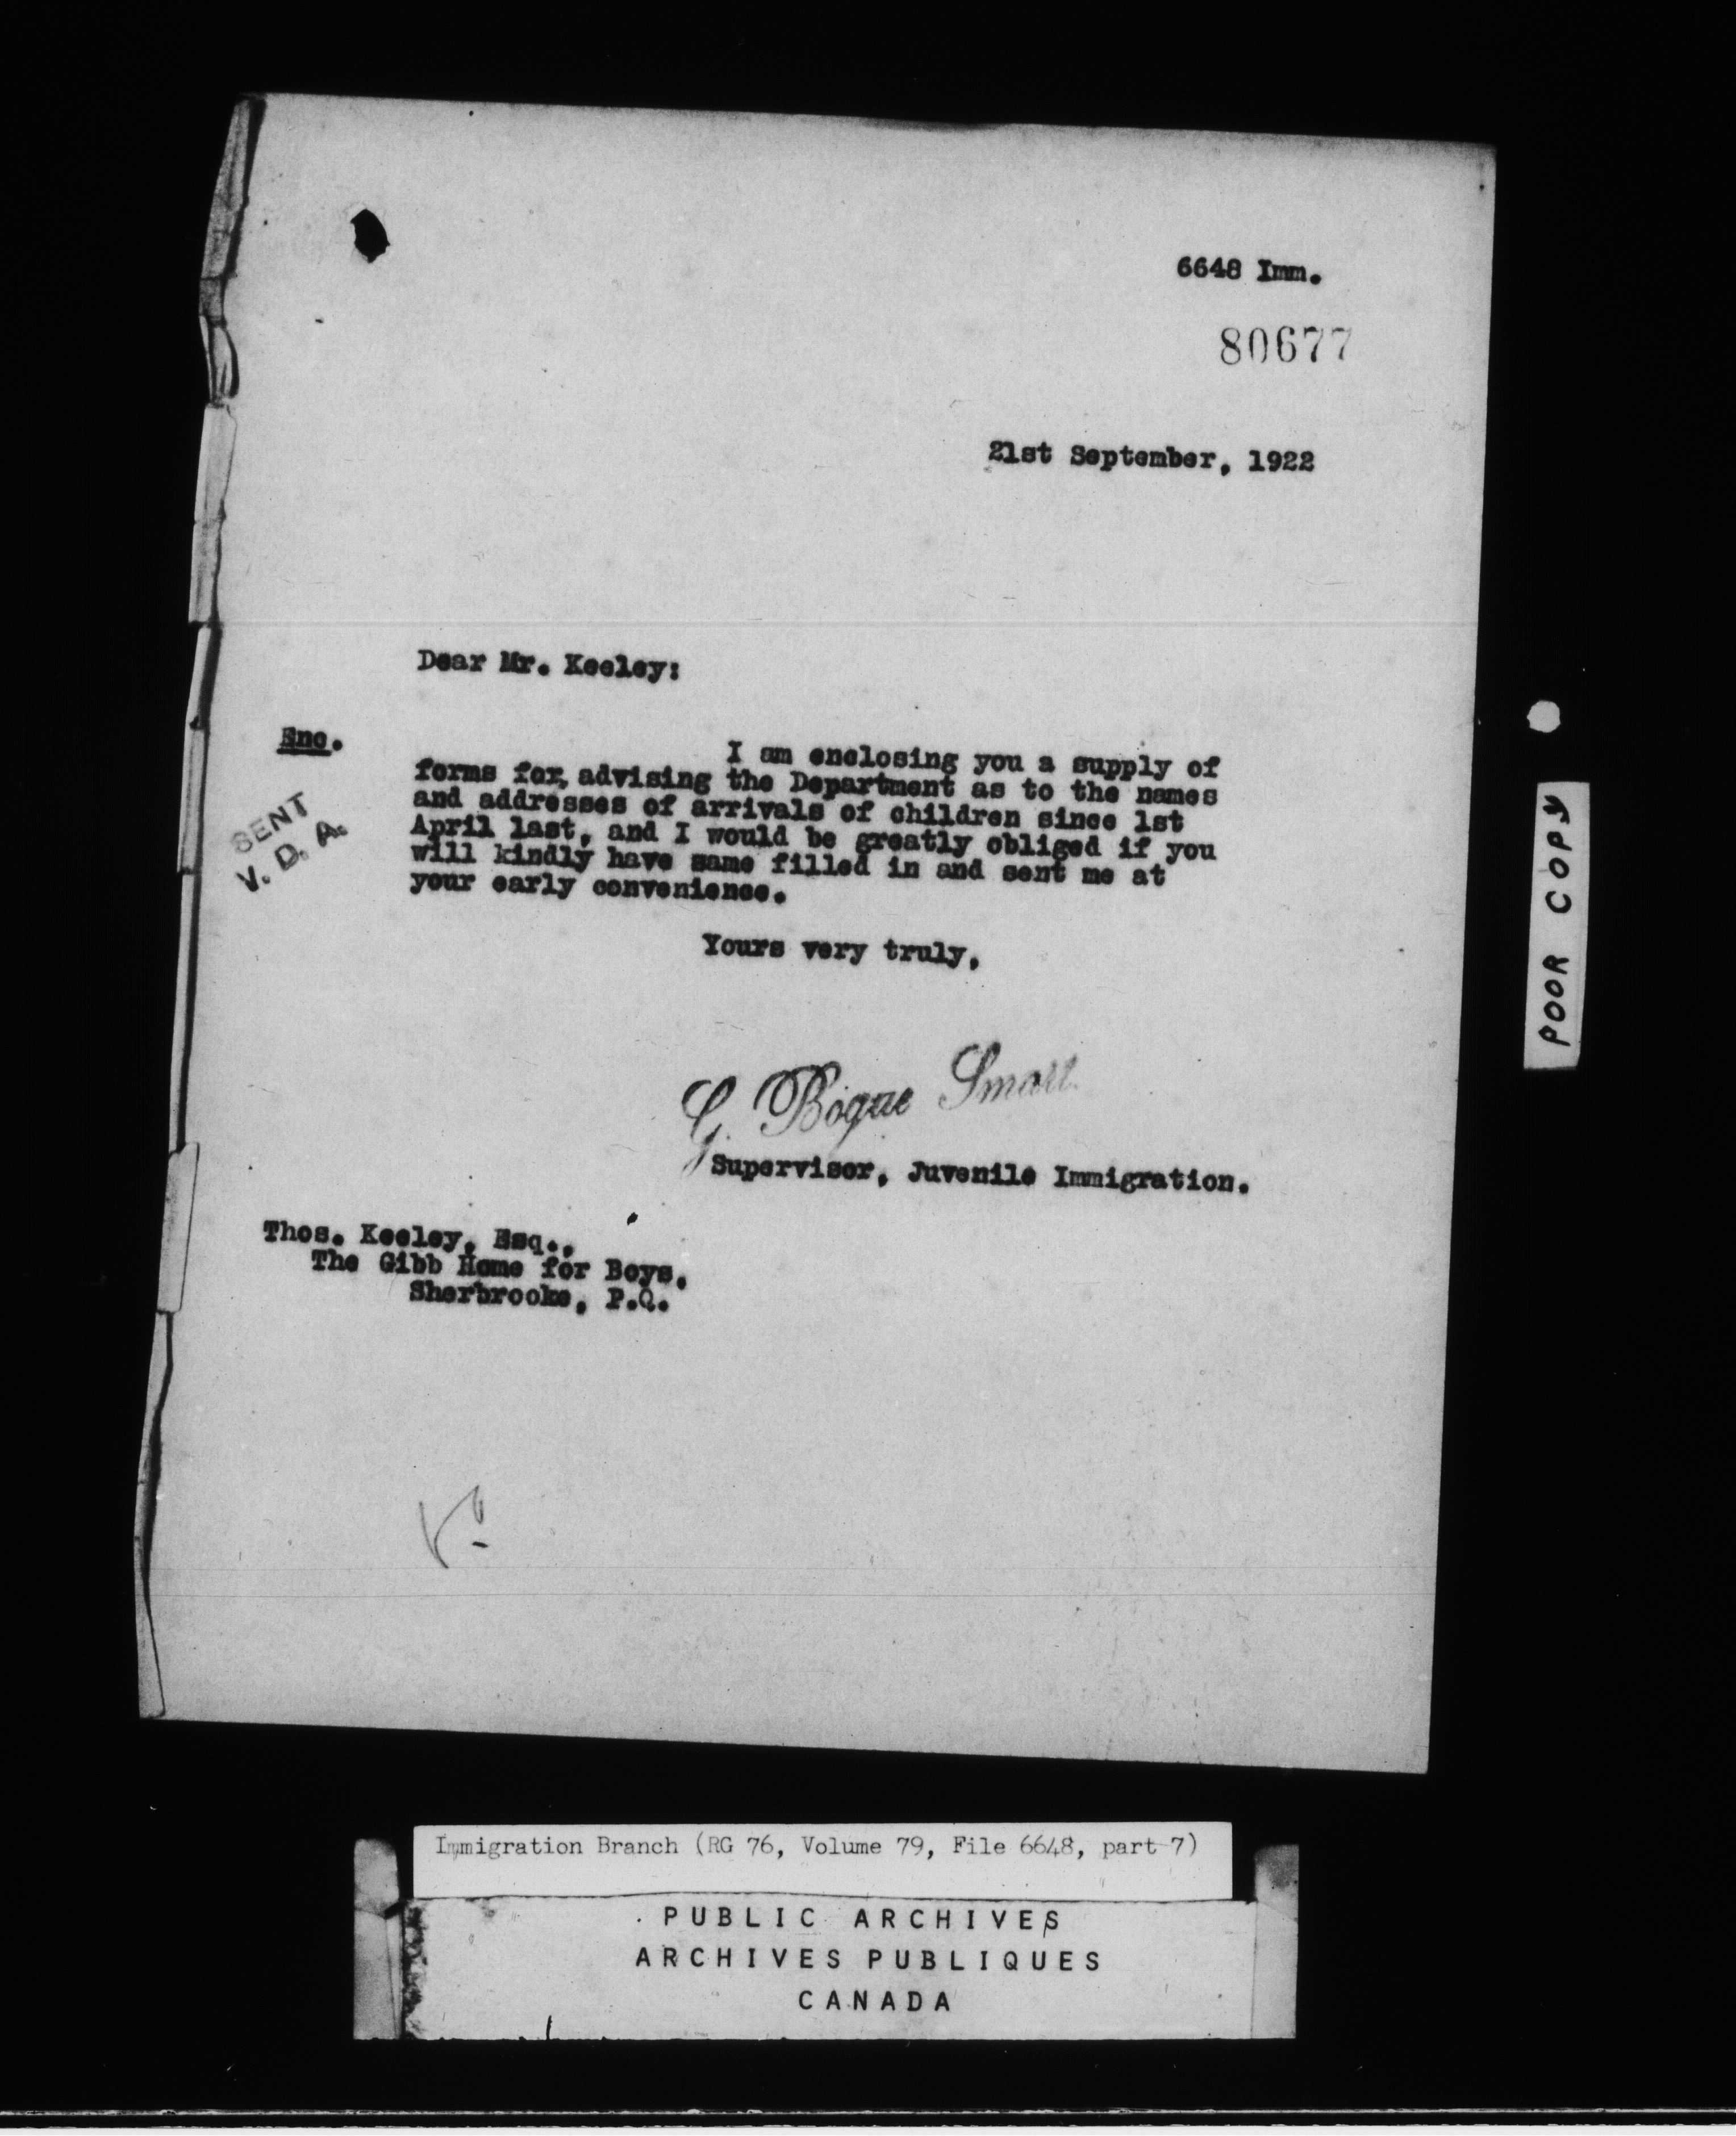 6648 Imm.
80677
21st September, 1922
Dear Mr. Keeley:
Enc.
SENT
V. D. A.
I am enclosing you a supply of
forms for, advising the Department as to the names
and addresses of arrivals of children since 1st
April last, and I would be greatly obliged if you
will kindly have same filled in and sent me at
your early convenience.
Yours very truly,
G. Bogue Smart.
Supervisor, Juvenile Immigration.
Thos. Keeley, Esq.,
The Gibb Home for Boys,
Sherbrooke, P.Q.
POOR COPY
Immigration Branch (RG 76, Volume 79, File 6648, part 7)
PUBLIC ARCHIVES
ARCHIVES PUBLIQUES
CANADA